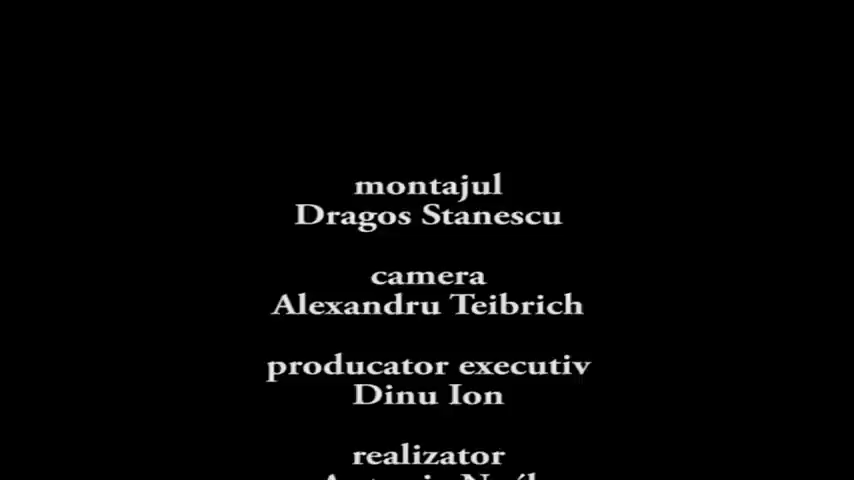 montajul
Dragos Stanescu
camera
Alexandru Teibrich
producator executiv
Dinu Ion
realizator